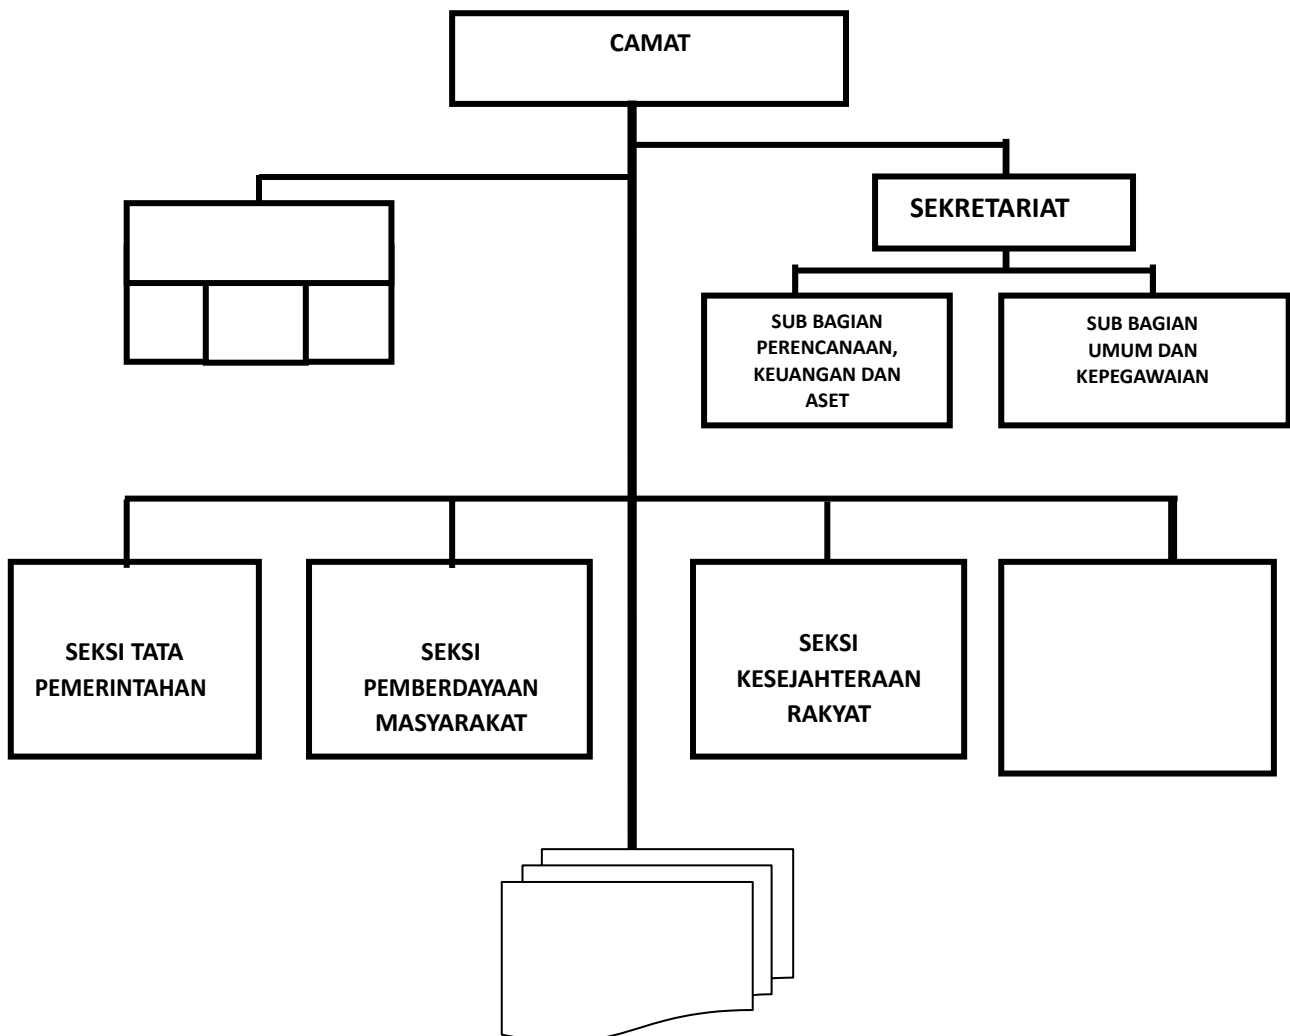 CAMAT
SEKRETARIAT
SUB BAGIAN
PERENCANAAN,
KEUANGAN DAN
ASET
SUB BAGIAN
UMUM DAN
KEPEGAWAIAN
SEKSI TATA
PEMERINTAHAN
SEKSI
PEMBERDAYAAN
MASYARAKAT
SEKSI
KESEJAHTERAAN
RAKYAT